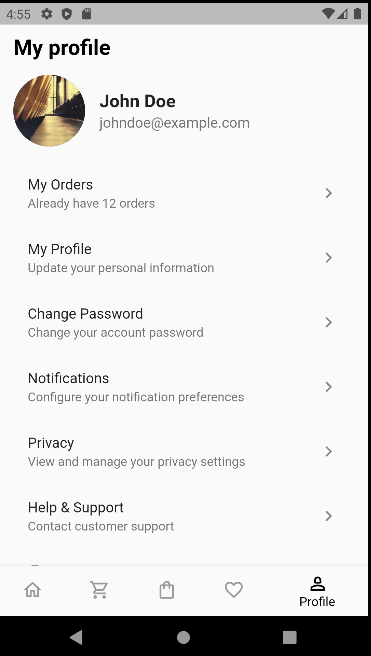 4:55
My profile
John Doe
johndoe@example.com
My Orders
Already have 12 orders
My Profile
Update your personal information
Change Password
Change your account password
Notifications
Configure your notification preferences
Privacy
View and manage your privacy settings
Help & Support
Contact customer support
Profile